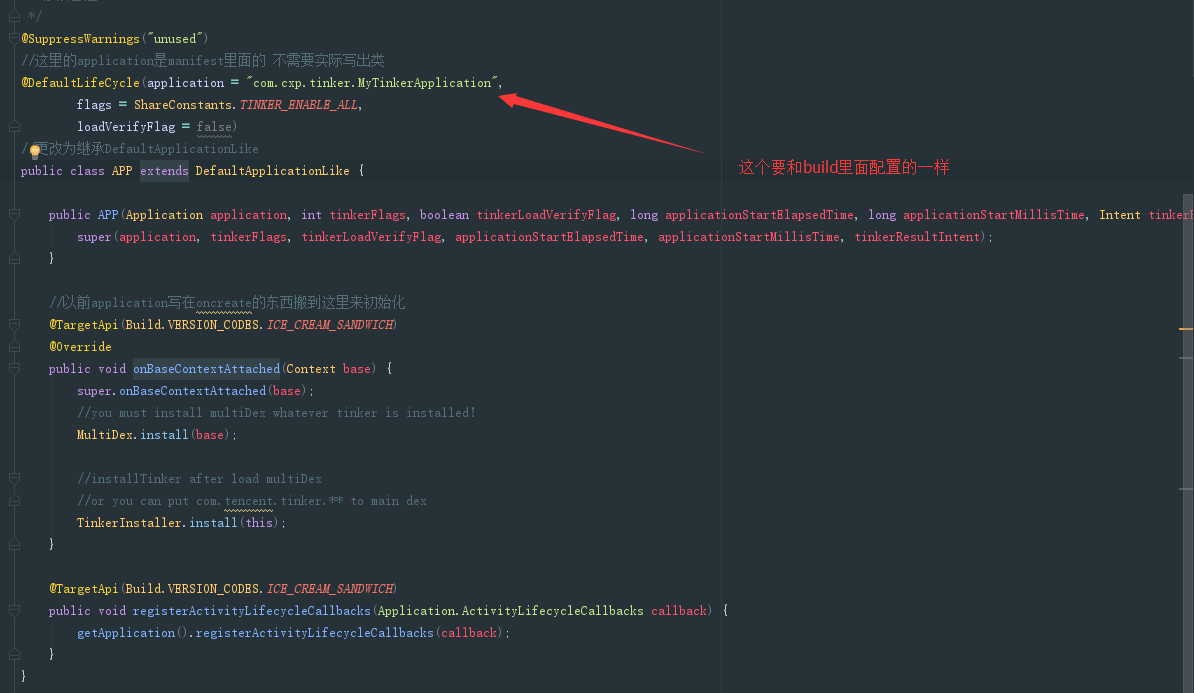 */
@SuppressWarnings("unused")
//这里的application是manifest里面的 不需要实际写出类
@DefaultLifeCycle(application = "com.cxp.tinker.MyTinkerApplication",
flags = ShareConstants.TINKER_ENABLE_ALL,
loadVerifyFlag = false)
/更改为继承DefaultApplicationLike
这个要和build里面配置的一样
public class APP extends DefaultApplicationLike {
public APP(Application application, int tinkerFlags, boolean tinkerLoadVerifyFlag, long applicationStartElapsedTime, long applicationStartMillisTime, Intent
super(application, tinkerFlags, tinkerLoadVerifyFlag, applicationStartElapsedTime, applicationStartMillisTime, tinkerResultIntent);
}
//以前application写在oncreate的东西搬到这里来初始化
@TargetApi(Build.VERSION_CODES.ICE_CREAM_SANDWICH)
@Override
public void onBaseContextAttached(Context base) {
super.onBaseContextAttached(base);
//you must install multiDex whatever tinker is installed!
MultiDex.install(base);
//installTinker after load multiDex
//or you can put com.tencent.tinker.** to main dex
TinkerInstaller.install(this);
}
@TargetApi(Build.VERSION_CODES.ICE_CREAM_SANDWICH)
public void registerActivityLifecycleCallbacks(Application.ActivityLifecycleCallbacks callback) {
getApplication().registerActivityLifecycleCallbacks(callback);
}
}